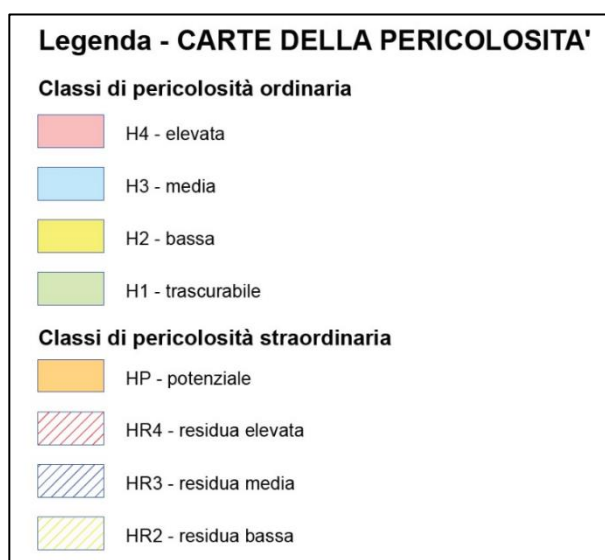 Legenda - CARTE DELLA PERICOLOSITA'
Classi di pericolosità ordinaria
H4 - elevata
H3 - media
H2 - bassa
H1 - trascurabile
Classi di pericolosità straordinaria
HP - potenziale
HR4 - residua elevata
HR3 - residua media
HR2 - residua bassa